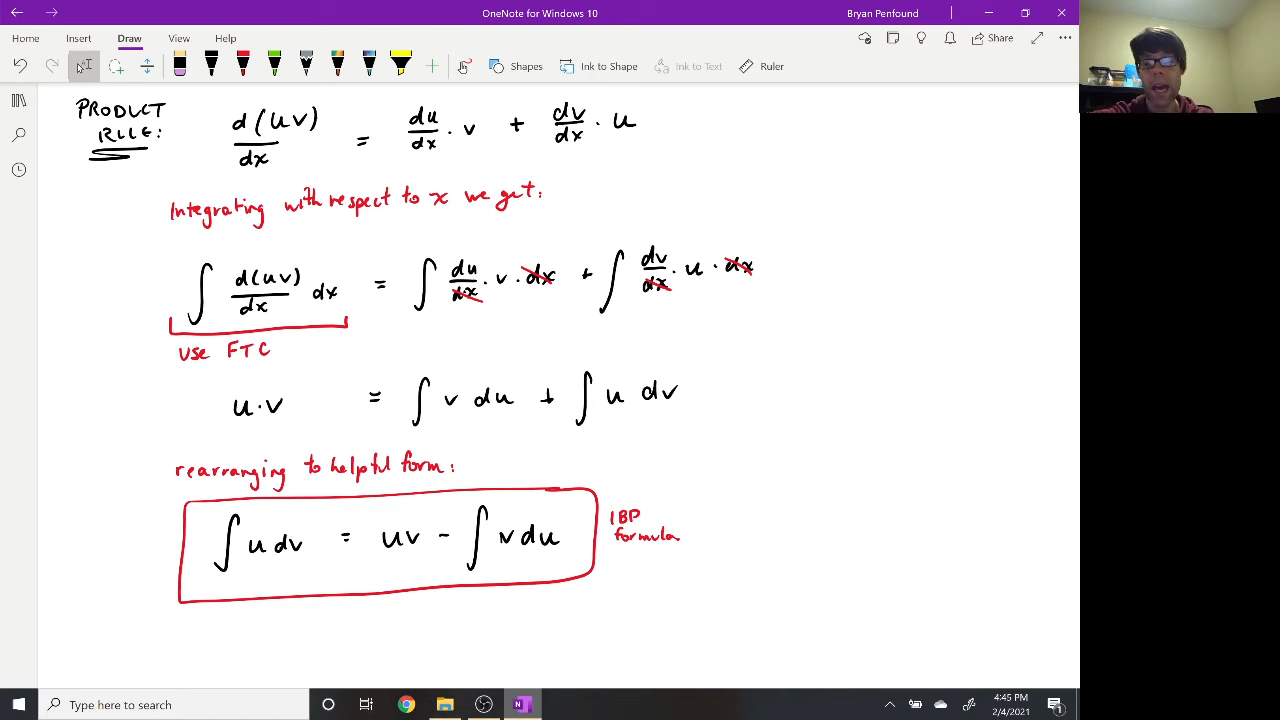 OneNote for Windows 10
Bryan Penfound
Home Insert Draw View Help
Share
Shapes
Ink to Shape
Ink to Text
Ruler
PRODUCT
RULE:
d(uv)/dx = du/dx · v + dv/dx · u
Integrating with respect to x we get:
∫ d(uv)/dx dx = ∫ du/dx · v · dx + ∫ dv/dx · u · dx
use FTC
u·v = ∫ v du + ∫ u dv
rearranging to helpful form:
∫ u dv = uv - ∫ v du
IBP
formula
Type here to search
4:45 PM
2/4/2021
1